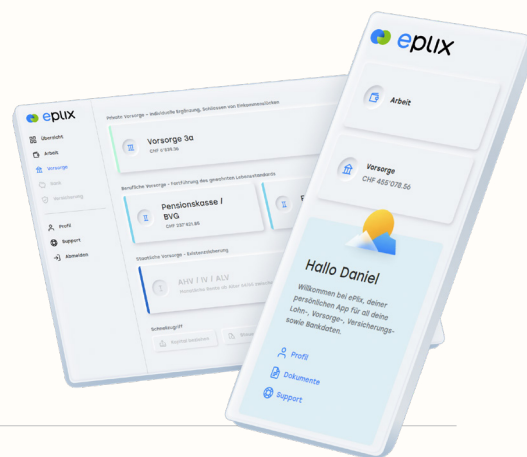 eplix
Übersicht
Arbeit
Vorsorge
Bank
Versicherung
Profil
Support
Abmelden
Private Vorsorge – Individuelle Ergänzung, Schliessen von Einkommenslücken
Vorsorge 3a
Berufliche Vorsorge – Fortführung des gewohnten Lebensstandards
Pensionskasse /
BVG
Staatliche Vorsorge – Existenzsicherung
AHV / IV / ALV
Schnellzugriff
eplix
Arbeit
Vorsorge
CHF 455'078.56
Hallo Daniel
Willkommen bei ePlix, deiner
persönlichen App für all deine
Lohn-, Vorsorge-, Versicherungs-
sowie Bankdaten.
Profil
Dokumente
Support